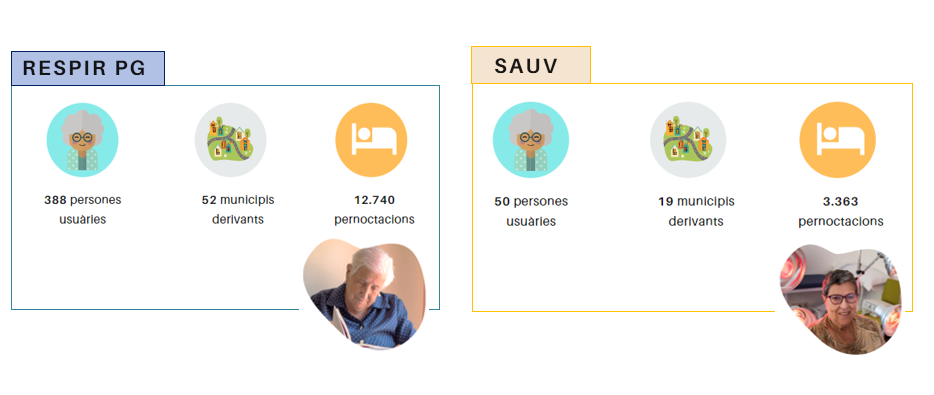 RESPIR PG
388 persones
usuàries
52 municipis
derivants
12.740
pernoctacions
SAUV
50 persones
usuàries
19 municipis
derivants
3.363
pernoctacions